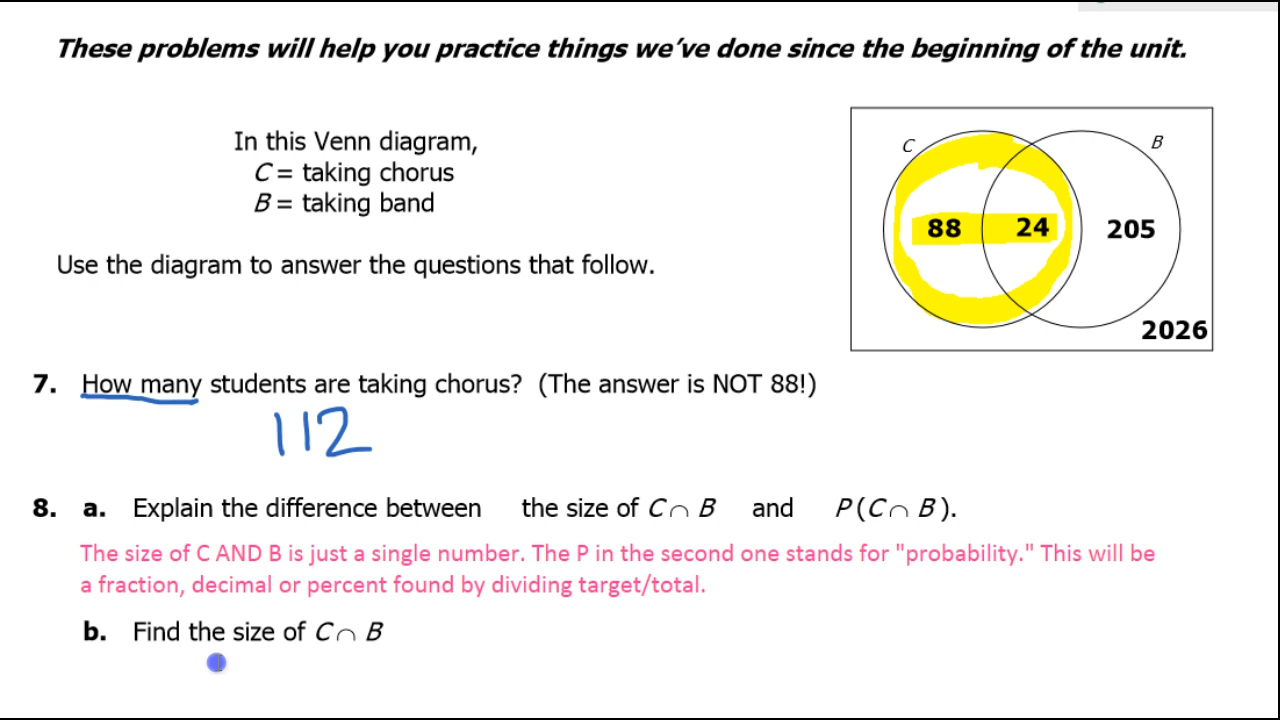 These problems will help you practice things we've done since the beginning of the unit.
In this Venn diagram,
C = taking chorus
B = taking band
Use the diagram to answer the questions that follow.
C
B
88
24
205
2026
7. How many students are taking chorus? (The answer is NOT 88!)
112
8. a. Explain the difference between the size of C ∩ B and P(C ∩ B).
The size of C AND B is just a single number. The P in the second one stands for "probability." This will be
a fraction, decimal or percent found by dividing target/total.
b. Find the size of C ∩ B